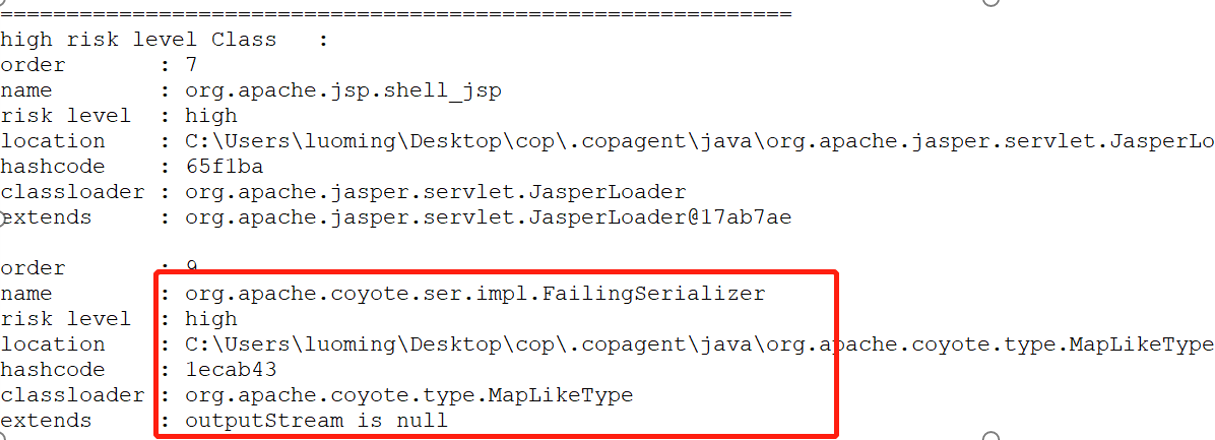 ===========================================================
high risk level Class   :
order         : 7
name          : org.apache.jsp.shell_jsp
risk level    : high
location      : C:\Users\luoming\Desktop\cop\.copagent\java\org.apache.jasper.servlet.JasperLo
hashcode      : 65f1ba
classloader : org.apache.jasper.servlet.JasperLoader
extends       : org.apache.jasper.servlet.JasperLoader@17ab7ae
order         : 9
name          : org.apache.coyote.ser.impl.FailingSerializer
risk level    : high
location      : C:\Users\luoming\Desktop\cop\.copagent\java\org.apache.coyote.type.MapLikeType
hashcode      : 1ecab43
classloader : org.apache.coyote.type.MapLikeType
extends       : outputStream is null